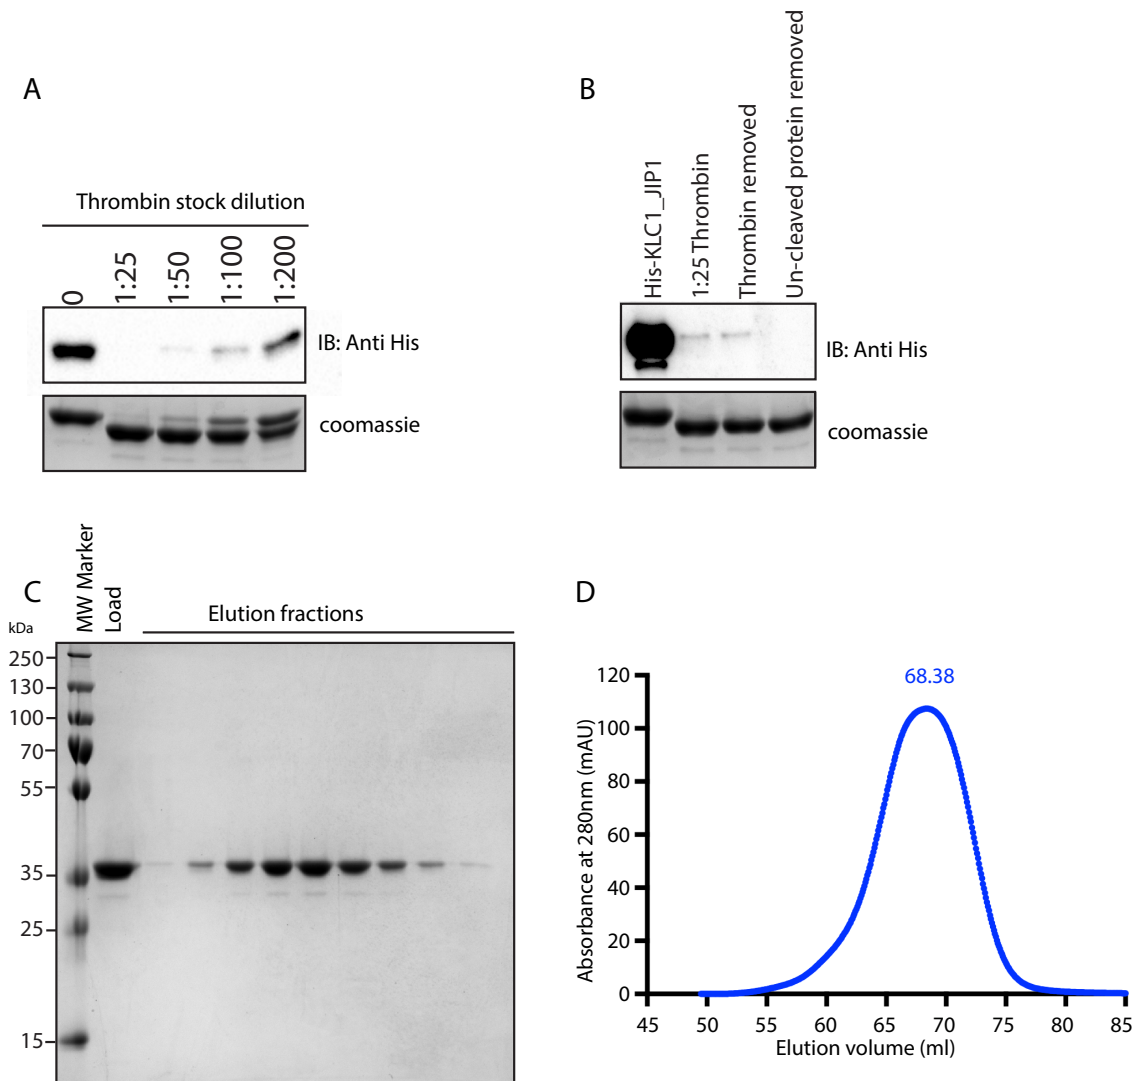 A
Thrombin stock dilution
0
1:25
1:50
1:100
1:200
IB: Anti His
coomassie
B
His-KLC1_JIP1
1:25 Thrombin
Thrombin removed
Un-cleaved protein removed
IB: Anti His
coomassie
C
kDa
MW Marker
Load
Elution fractions
250
130
100
70
55
35
25
15
D
68.38
Absorbance at 280nm (mAU)
120
100
80
60
40
20
0
45 50 55 60 65 70 75 80 85
Elution volume (ml)